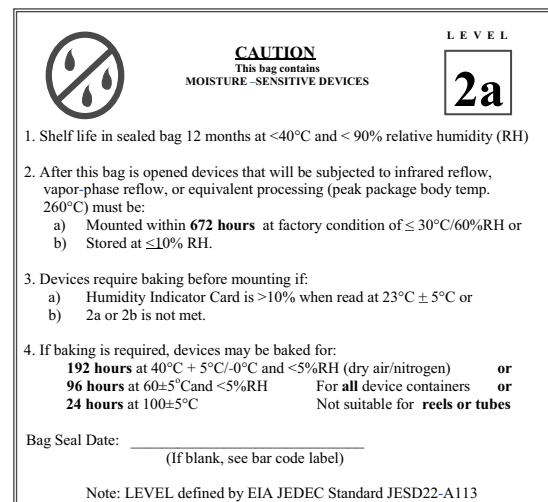 LEVEL
CAUTION
This bag contains
MOISTURE –SENSITIVE DEVICES
2a
1. Shelf life in sealed bag 12 months at <40°C and < 90% relative humidity (RH)
2. After this bag is opened devices that will be subjected to infrared reflow,
vapor-phase reflow, or equivalent processing (peak package body temp.
260°C) must be:
a) Mounted within 672 hours at factory condition of ≤ 30°C/60%RH or
b) Stored at ≤10% RH.
3. Devices require baking before mounting if:
a) Humidity Indicator Card is >10% when read at 23°C ± 5°C or
b) 2a or 2b is not met.
4. If baking is required, devices may be baked for:
192 hours at 40°C + 5°C/-0°C and <5%RH (dry air/nitrogen) or
96 hours at 60±5°Cand <5%RH For all device containers or
24 hours at 100±5°C Not suitable for reels or tubes
Bag Seal Date: ______________________________
(If blank, see bar code label)
Note: LEVEL defined by EIA JEDEC Standard JESD22-A113